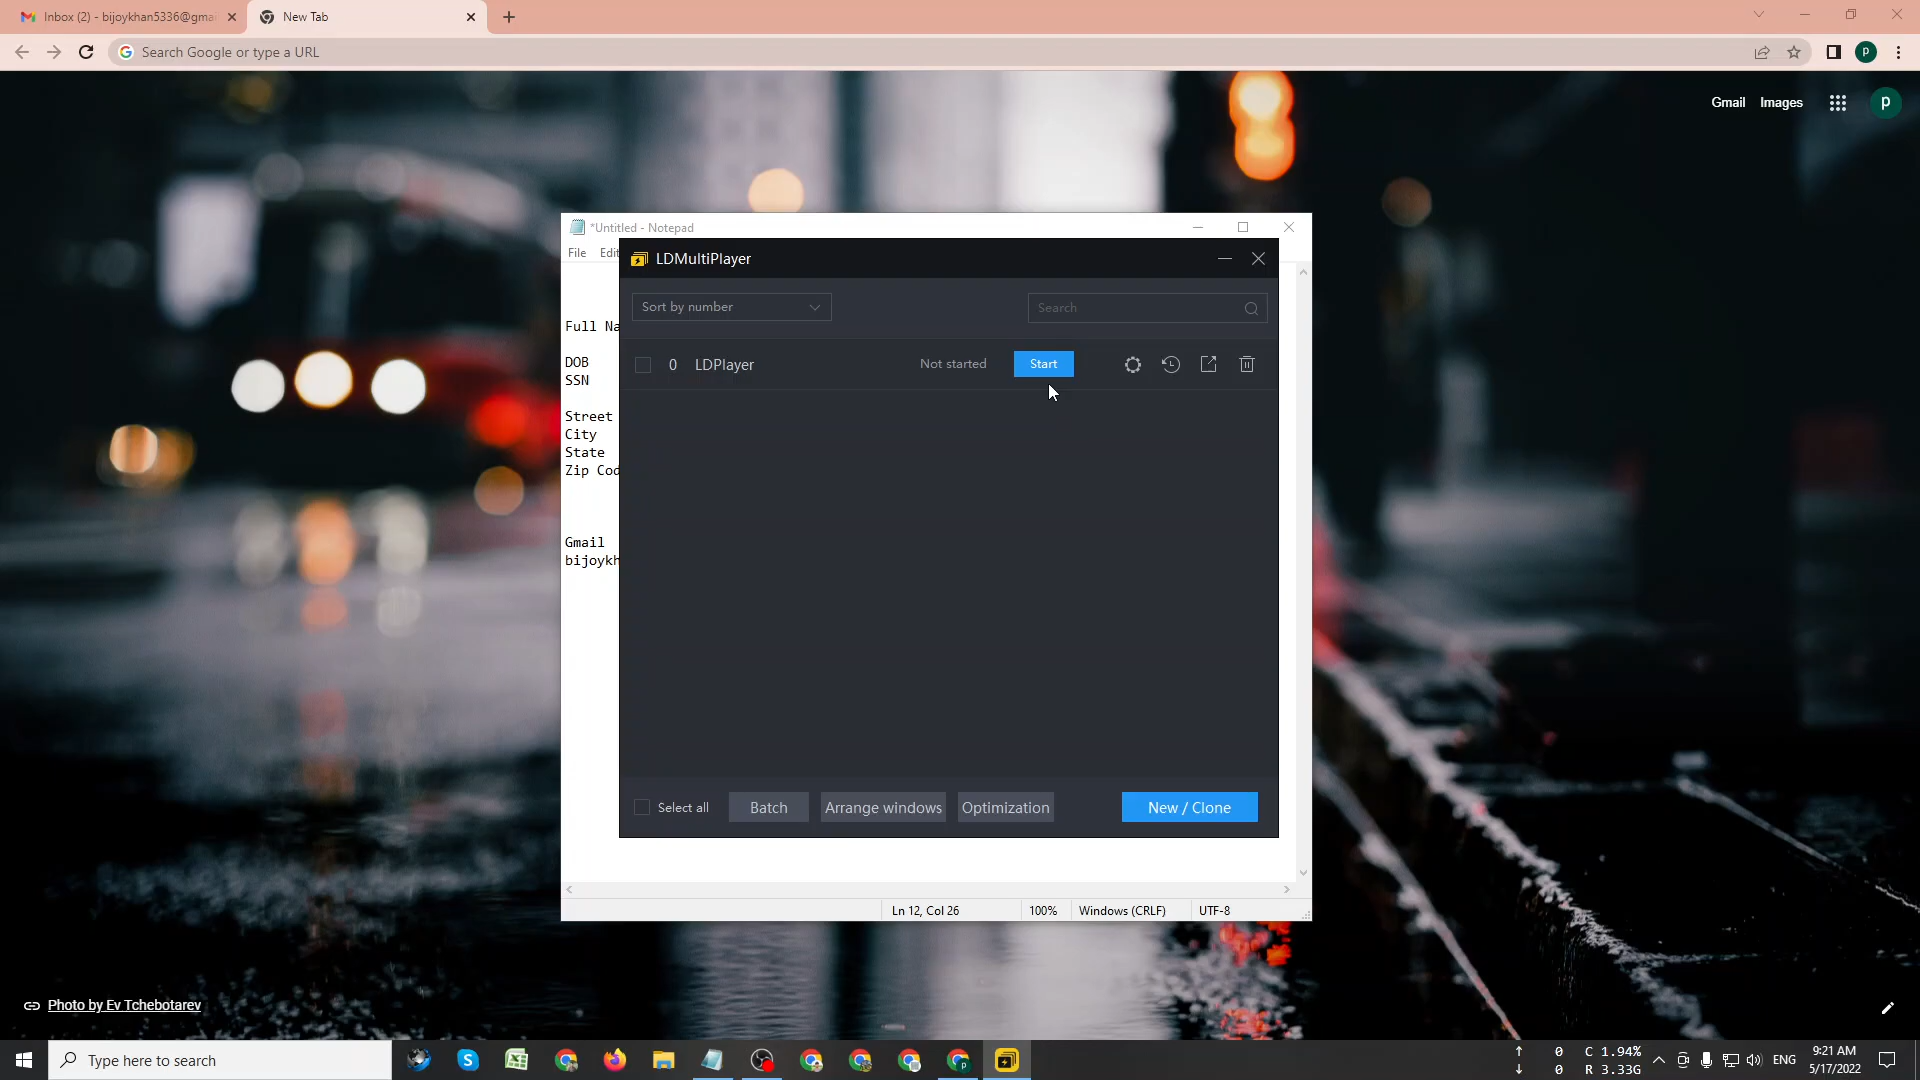 Inbox (2) - bijoykhan5336@gma
New Tab
Search Google or type a URL
P
Gmail
Images
p
*Untitled - Notepad
File
Edit
LDMultiPlayer
Sort by number
Search
0
LDPlayer
Not started
Start
Full Na
DOB
SSN
Street
City
State
Zip Cod
Gmail
bijoykh
Select all
Batch
Arrange windows
Optimization
New / Clone
Ln 12, Col 26
100%
Windows (CRLF)
UTF-8
Photo by Ev Tchebotarev
Type here to search
0
0
C 1.94%
R 3.33G
ENG
9:21 AM
5/17/2022